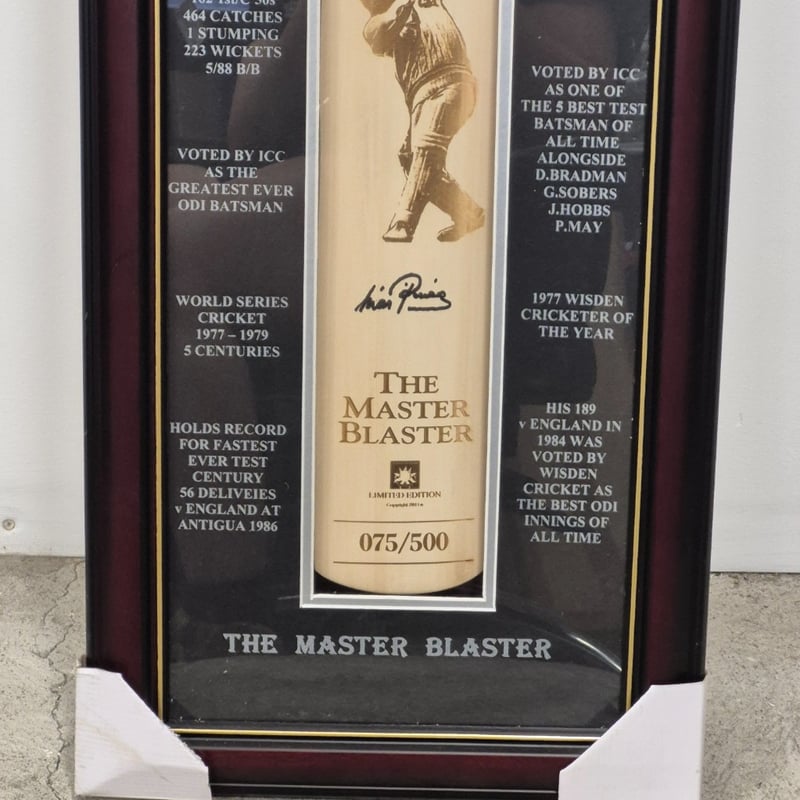 464 CATCHES
1 STUMPING
223 WICKETS
5/88 B/B
VOTED BY ICC
AS THE
GREATEST EVER
ODI BATSMAN
WORLD SERIES
CRICKET
1977 – 1979
5 CENTURIES
HOLDS RECORD
FOR FASTEST
EVER TEST
CENTURY
56 DELIVEIES
v ENGLAND AT
ANTIGUA 1986
THE
MASTER
BLASTER
LIMITED EDITION
075/500
VOTED BY ICC
AS ONE OF
THE 5 BEST TEST
BATSMAN OF
ALL TIME
ALONGSIDE
D.BRADMAN
G.SOBERS
J.HOBBS
P.MAY
1977 WISDEN
CRICKETER OF
THE YEAR
HIS 189
v ENGLAND IN
1984 WAS
VOTED BY
WISDEN
CRICKET AS
THE BEST ODI
INNINGS OF
ALL TIME
THE MASTER BLASTER